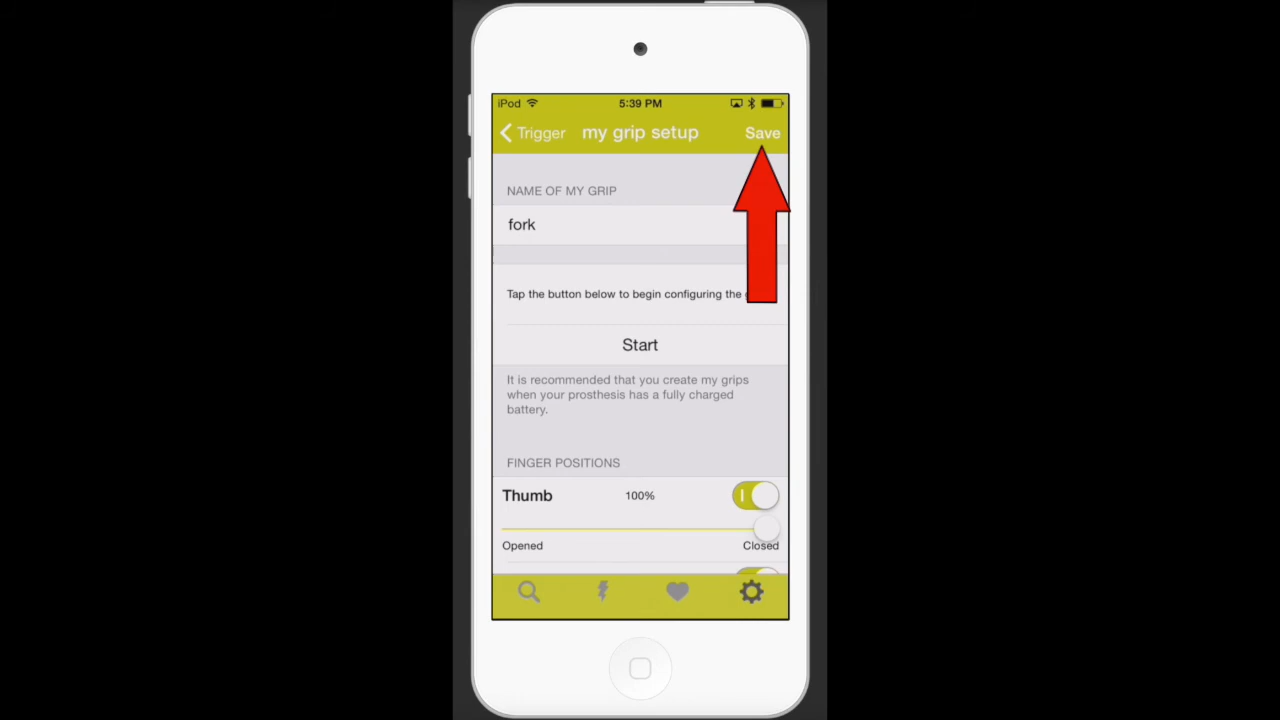 iPod 5:39 PM
Trigger my grip setup Save
NAME OF MY GRIP
fork
Tap the button below to begin configuring the
Start
It is recommended that you create my grips
when your prosthesis has a fully charged
battery.
FINGER POSITIONS
Thumb 100%
Opened Closed